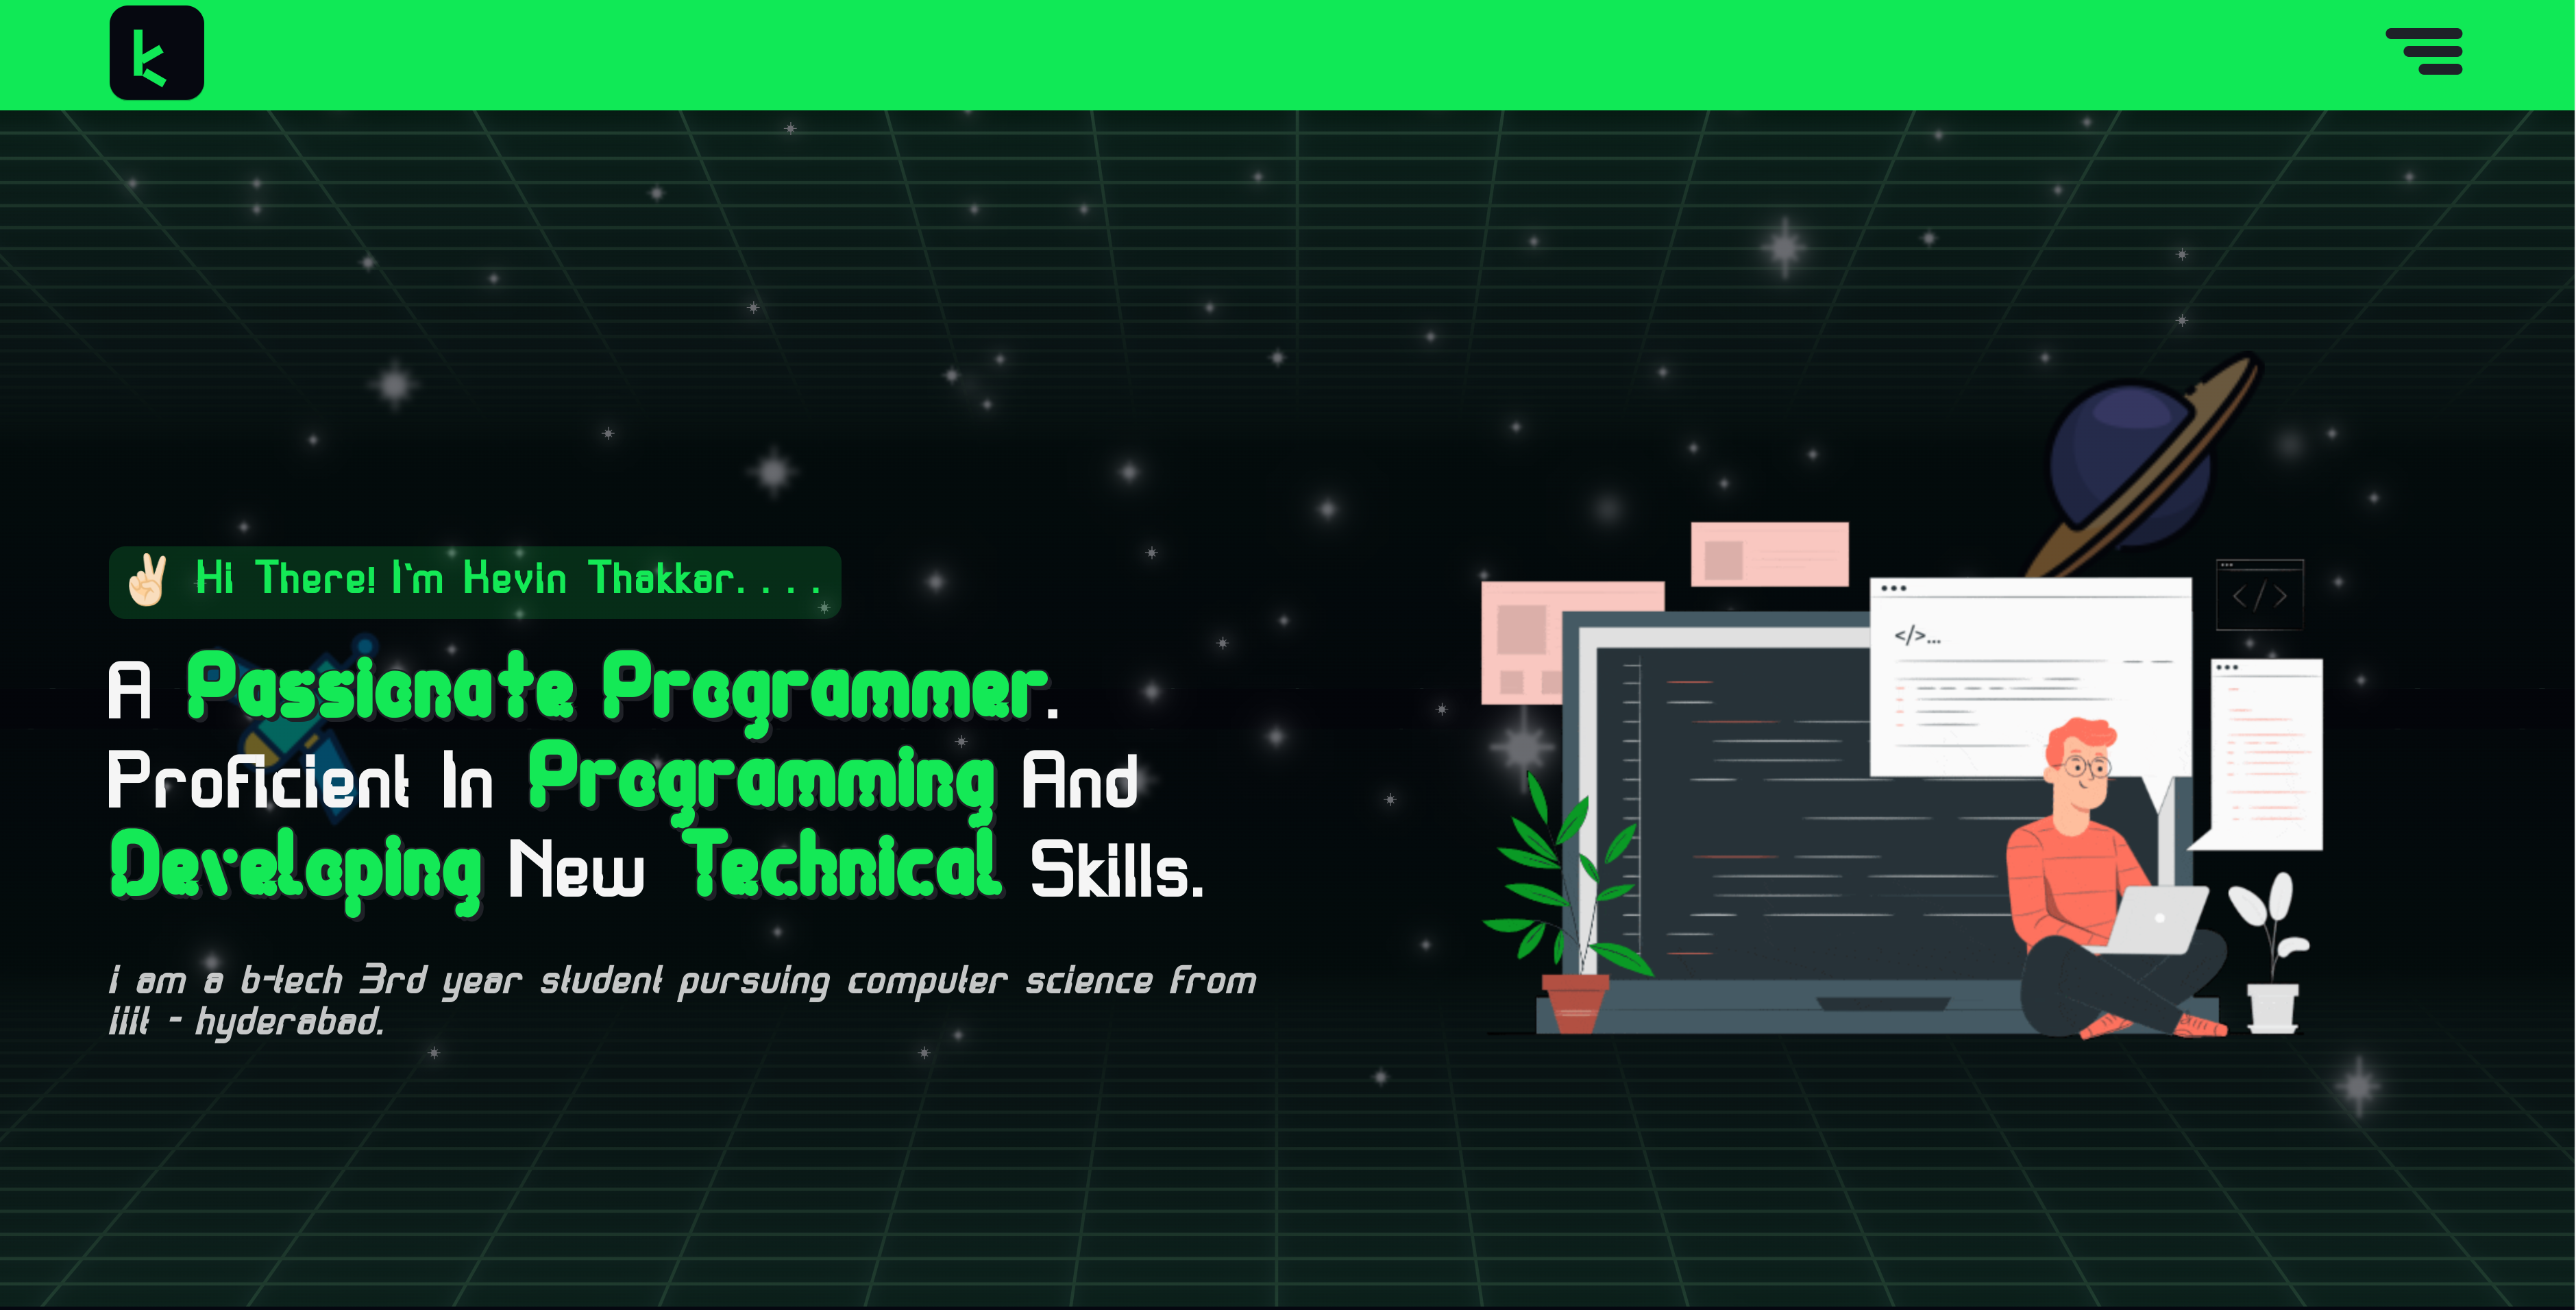 k
Hi There! I'm Kevin Thakkar. . . .
A Passionate Programmer.
Proficient In Programming And
Developing New Technical Skills.
i am a b-tech 3rd year student pursuing computer science from
iiit - hyderabad.
</>...
</>